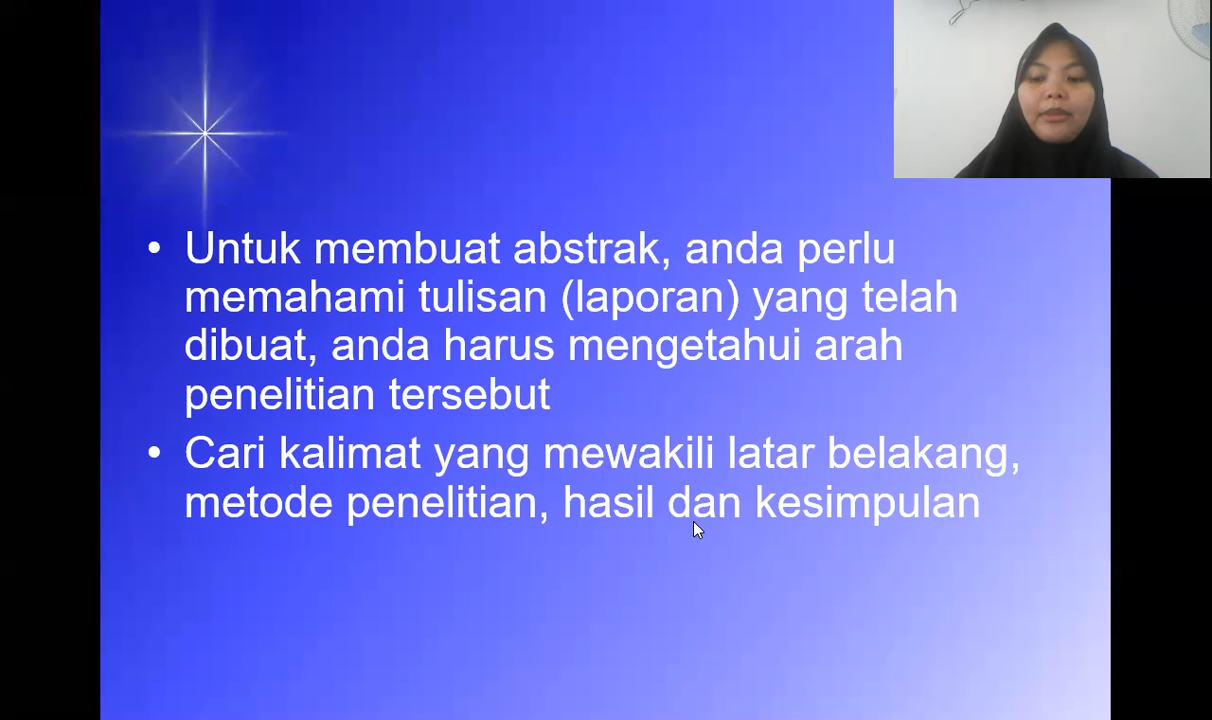 • Untuk membuat abstrak, anda perlu
memahami tulisan (laporan) yang telah
dibuat, anda harus mengetahui arah
penelitian tersebut
• Cari kalimat yang mewakili latar belakang,
metode penelitian, hasil dan kesimpulan